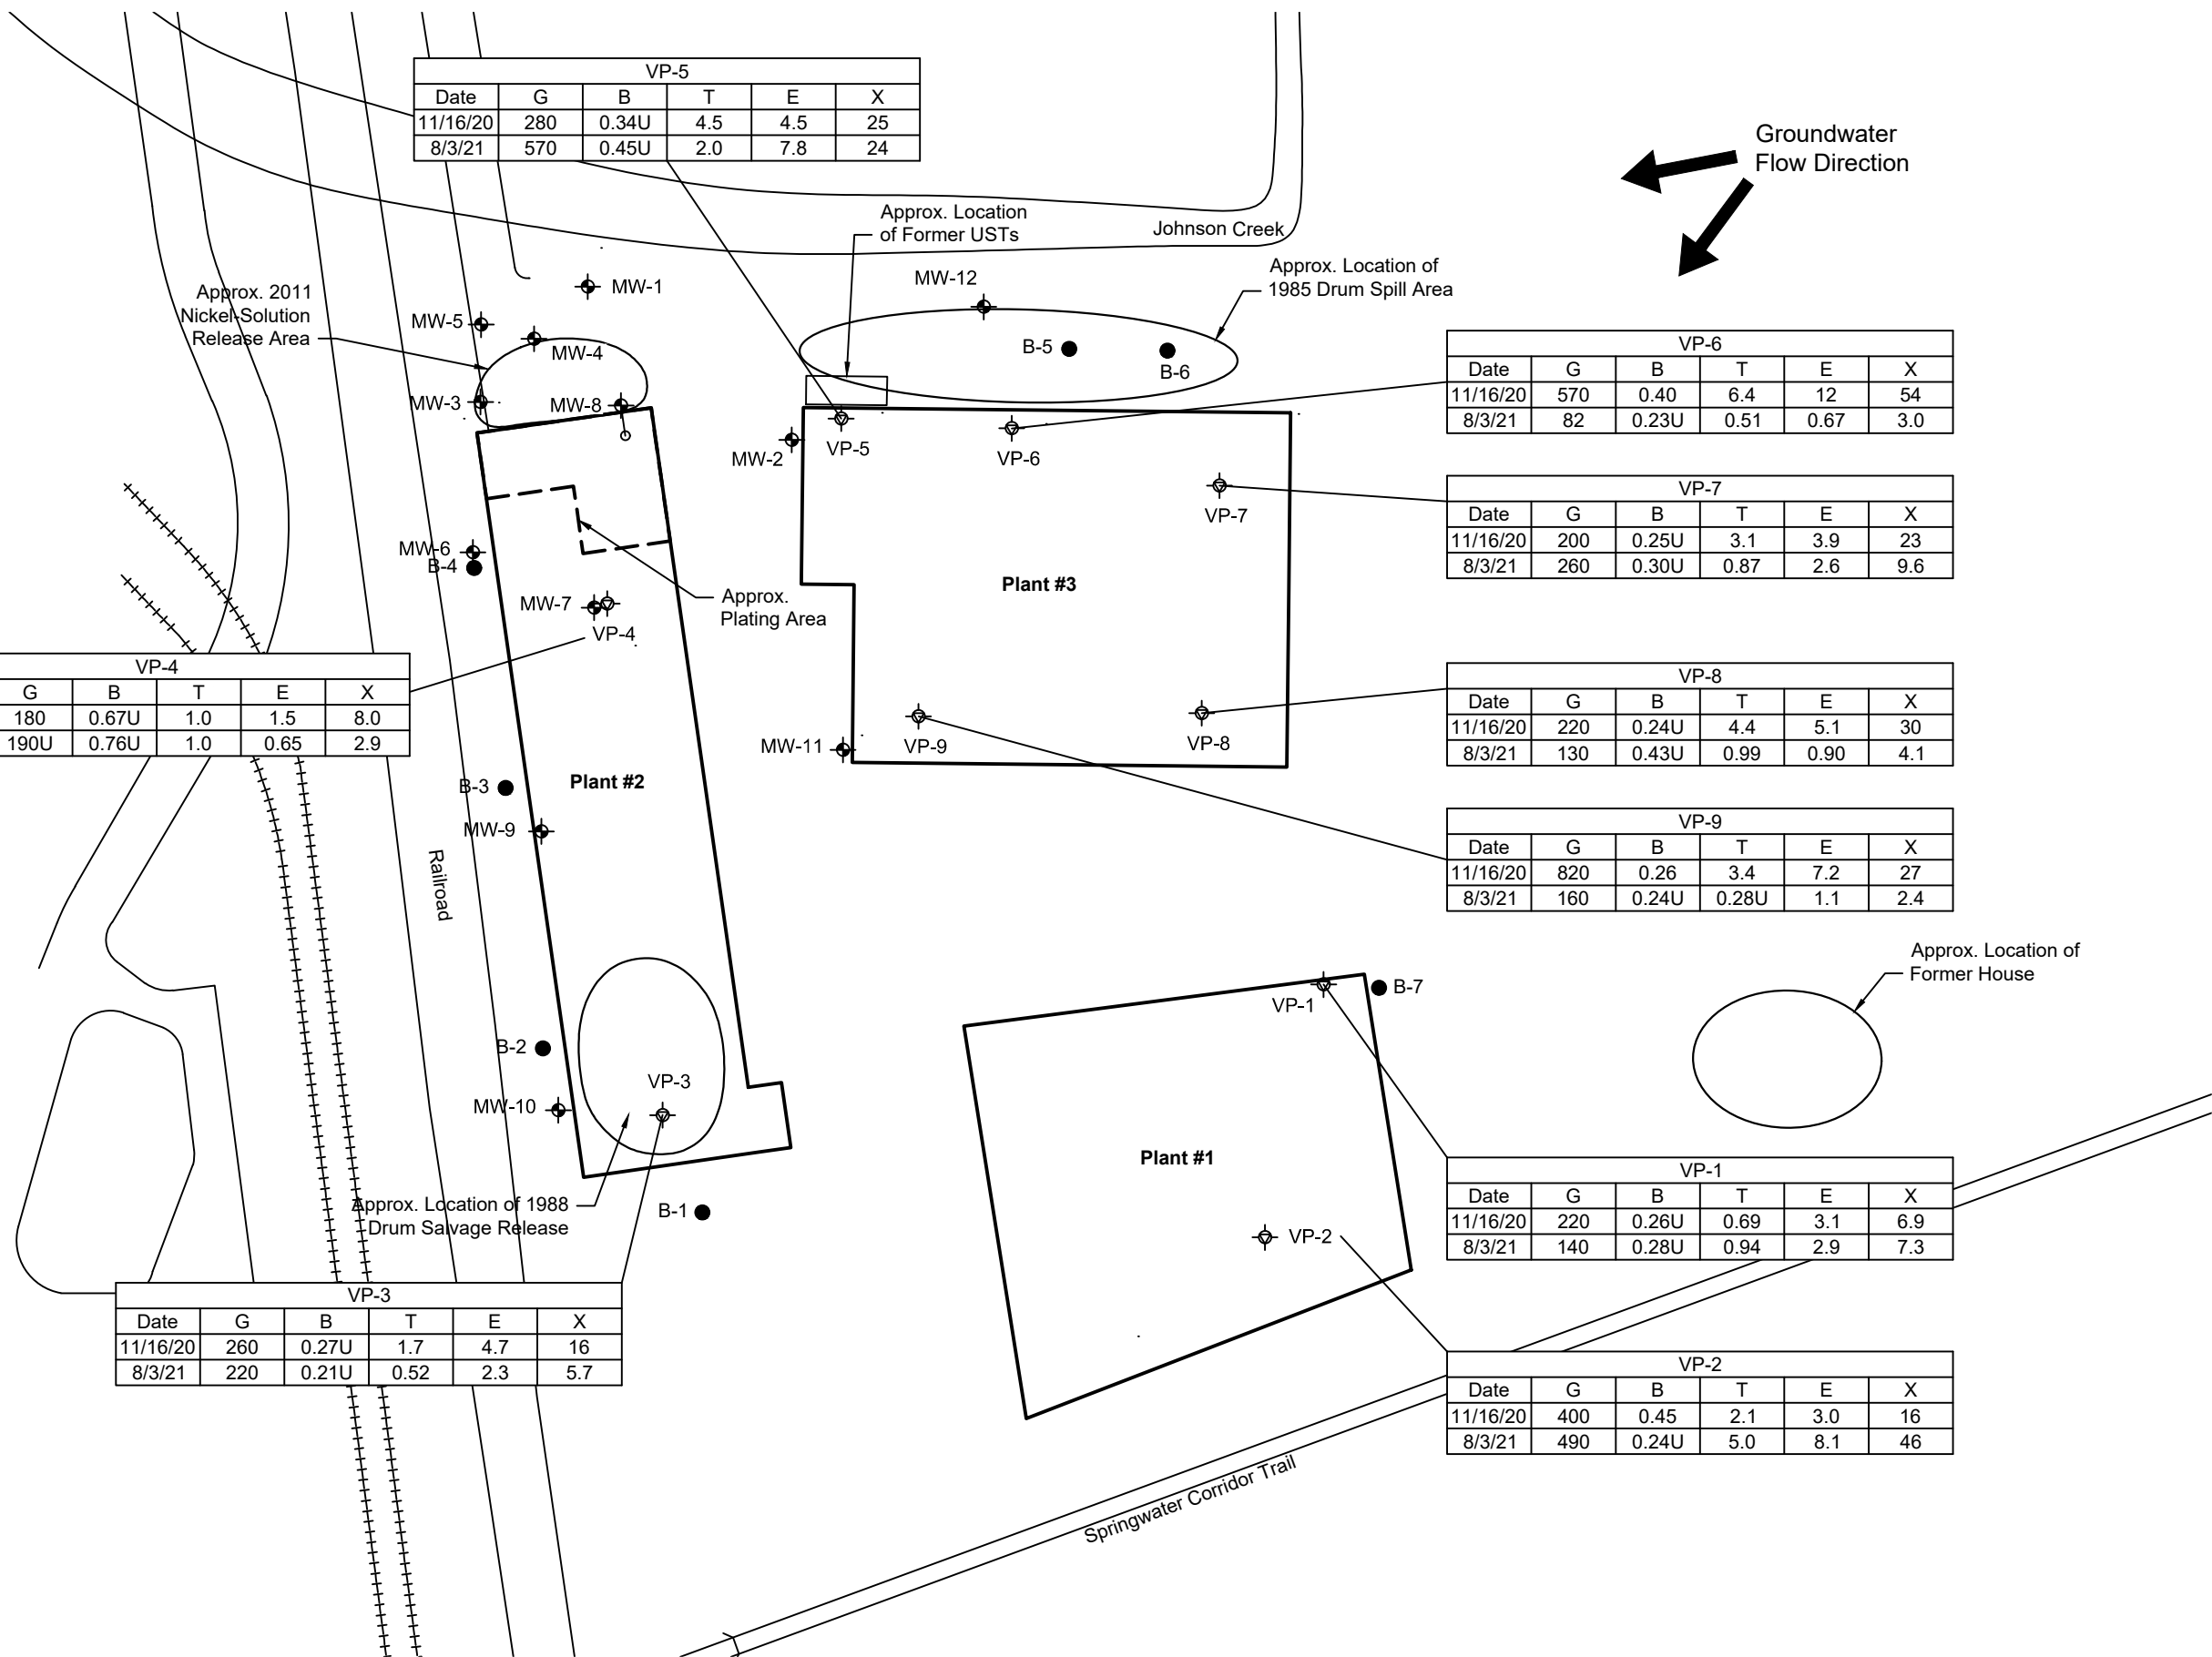 VP-5
Date G B T E X
11/16/20 280 0.34U 4.5 4.5 25
8/3/21 570 0.45U 2.0 7.8 24
Groundwater
Flow Direction
Approx. Location
of Former USTs
Johnson Creek
Approx. Location of
1985 Drum Spill Area
MW-12
MW-1
Approx. 2011
Nickel-Solution
Release Area
MW-5
MW-4
B-5
B-6
MW-3
MW-8
MW-2
VP-5
VP-6
VP-7
VP-6
Date G B T E X
11/16/20 570 0.40 6.4 12 54
8/3/21 82 0.23U 0.51 0.67 3.0
VP-7
Date G B T E X
11/16/20 200 0.25U 3.1 3.9 23
8/3/21 260 0.30U 0.87 2.6 9.6
MW-6
B-4
MW-7
VP-4
Approx.
Plating Area
Plant #3
VP-4
G B T E X
180 0.67U 1.0 1.5 8.0
190U 0.76U 1.0 0.65 2.9
VP-8
Date G B T E X
11/16/20 220 0.24U 4.4 5.1 30
8/3/21 130 0.43U 0.99 0.90 4.1
MW-11
VP-9
VP-8
B-3
Plant #2
MW-9
Railroad
VP-9
Date G B T E X
11/16/20 820 0.26 3.4 7.2 27
8/3/21 160 0.24U 0.28U 1.1 2.4
Approx. Location of
Former House
VP-1
B-7
B-2
VP-3
MW-10
Plant #1
Approx. Location of 1988
Drum Salvage Release
B-1
VP-2
VP-1
Date G B T E X
11/16/20 220 0.26U 0.69 3.1 6.9
8/3/21 140 0.28U 0.94 2.9 7.3
VP-3
Date G B T E X
11/16/20 260 0.27U 1.7 4.7 16
8/3/21 220 0.21U 0.52 2.3 5.7
VP-2
Date G B T E X
11/16/20 400 0.45 2.1 3.0 16
8/3/21 490 0.24U 5.0 8.1 46
Springwater Corridor Trail